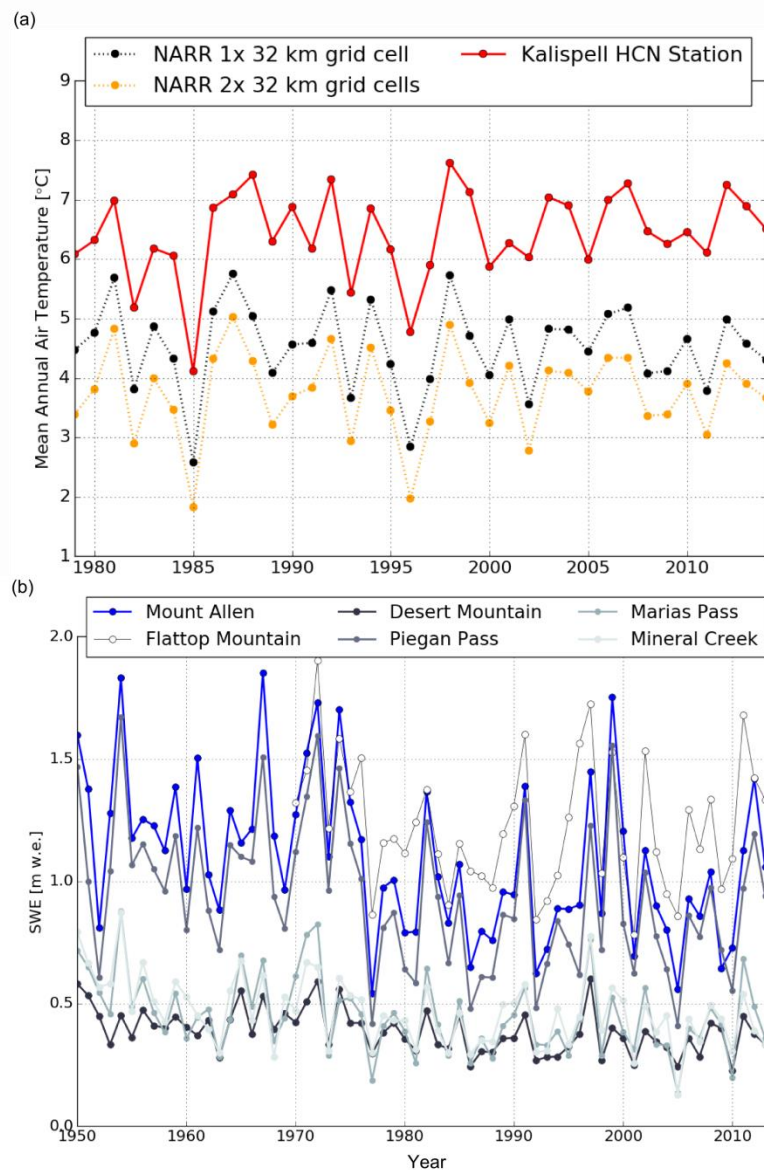 (a)
NARR 1x 32 km grid cell
Kalispell HCN Station
NARR 2x 32 km grid cells
Mean Annual Air Temperature [°C]
9
8
7
6
5
4
3
2
1
1980 1985 1990 1995 2000 2005 2010
(b)
Mount Allen
Desert Mountain
Marias Pass
Flattop Mountain
Piegan Pass
Mineral Creek
SWE [m w.e.]
2.0
1.5
1.0
0.5
0.0
1950 1960 1970 1980 1990 2000 2010
Year